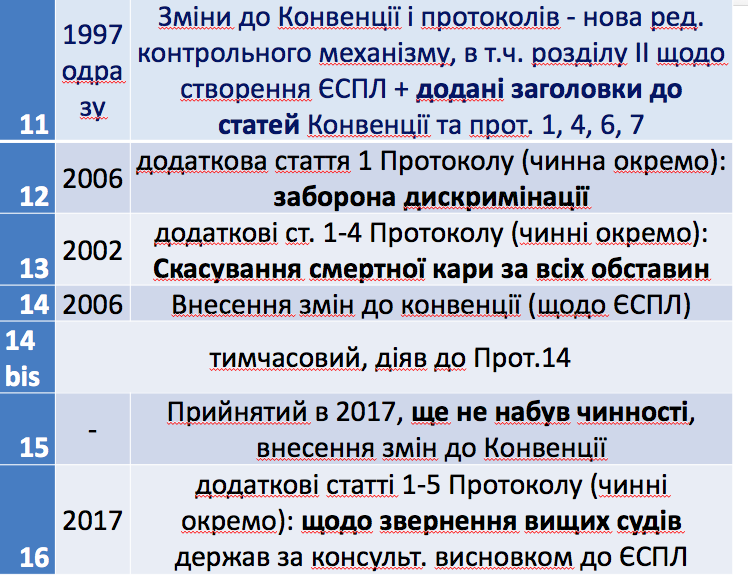 11
1997
одра
зу
Зміни до Конвенції і протоколів - нова ред.
контрольного механізму, в т.ч. розділу II щодо
створення ЄСПЛ + додані заголовки до
статей Конвенції та прот. 1, 4, 6, 7
12
2006
додаткова стаття 1 Протоколу (чинна окремо):
заборона дискримінації
13
2002
додаткові ст. 1-4 Протоколу (чинні окремо):
Скасування смертної кари за всіх обставин
14
2006
Внесення змін до конвенції (щодо ЄСПЛ)
14
bis
тимчасовий, діяв до Прот.14
15
-
Прийнятий в 2017, ще не набув чинності,
внесення змін до Конвенції
16
2017
додаткові статті 1-5 Протоколу (чинні
окремо): щодо звернення вищих судів
держав за консульт. висновком до ЄСПЛ